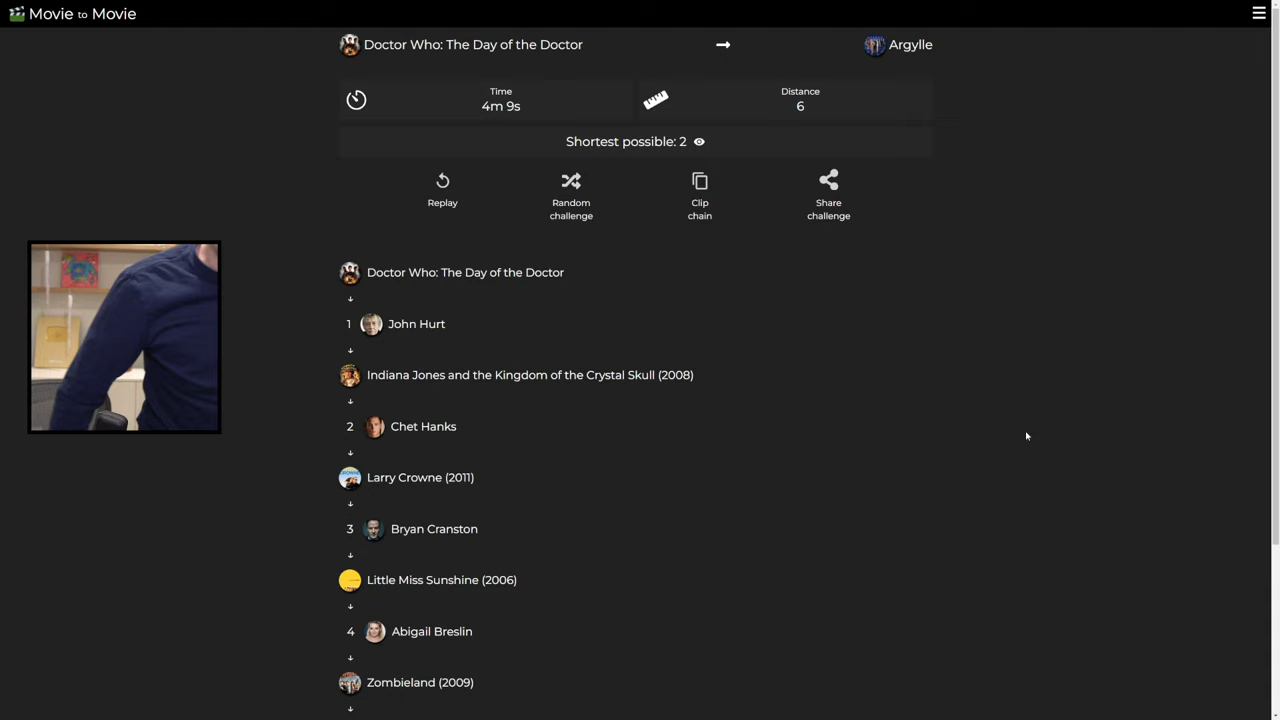 Movie to Movie
Doctor Who: The Day of the Doctor
Argylle
Time
4m 9s
Distance
6
Shortest possible: 2
Replay
Random
challenge
Clip
chain
Share
challenge
Doctor Who: The Day of the Doctor
1 John Hurt
Indiana Jones and the Kingdom of the Crystal Skull (2008)
2 Chet Hanks
Larry Crowne (2011)
3 Bryan Cranston
Little Miss Sunshine (2006)
4 Abigail Breslin
Zombieland (2009)